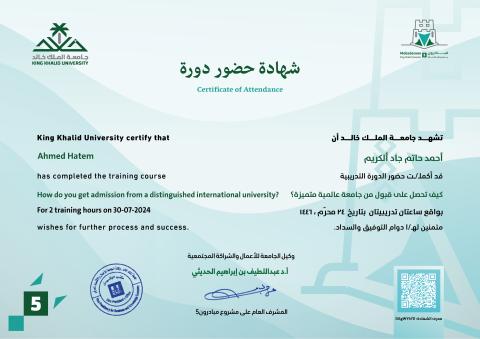 جامعة الملك خالد
KING KHALID UNIVERSITY
شهادة حضور دورة
Certificate of Attendance
King Khalid University certify that
تشهد جامعة الملك خالد أن
Ahmed Hatem
أحمد حاتم جاد الكريم
has completed the training course
قد أكمل/ـت حضور الدورة التدريبية
How do you get admission from a distinguished international university?
كيف تحصل على قبول من جامعة عالمية متميزة؟
For 2 training hours on 30-07-2024
بواقع ساعتان تدريبيتان بتاريخ ٢٤ محرّم ، ١٤٤٦
wishes for further process and success.
متمنين له/ا دوام التوفيق والسداد.
وكيل الجامعة للأعمال والشراكة المجتمعية
أ.د عبداللطيف بن إبراهيم الحديثي
المشرف العام على مشروع مبادرون5
5